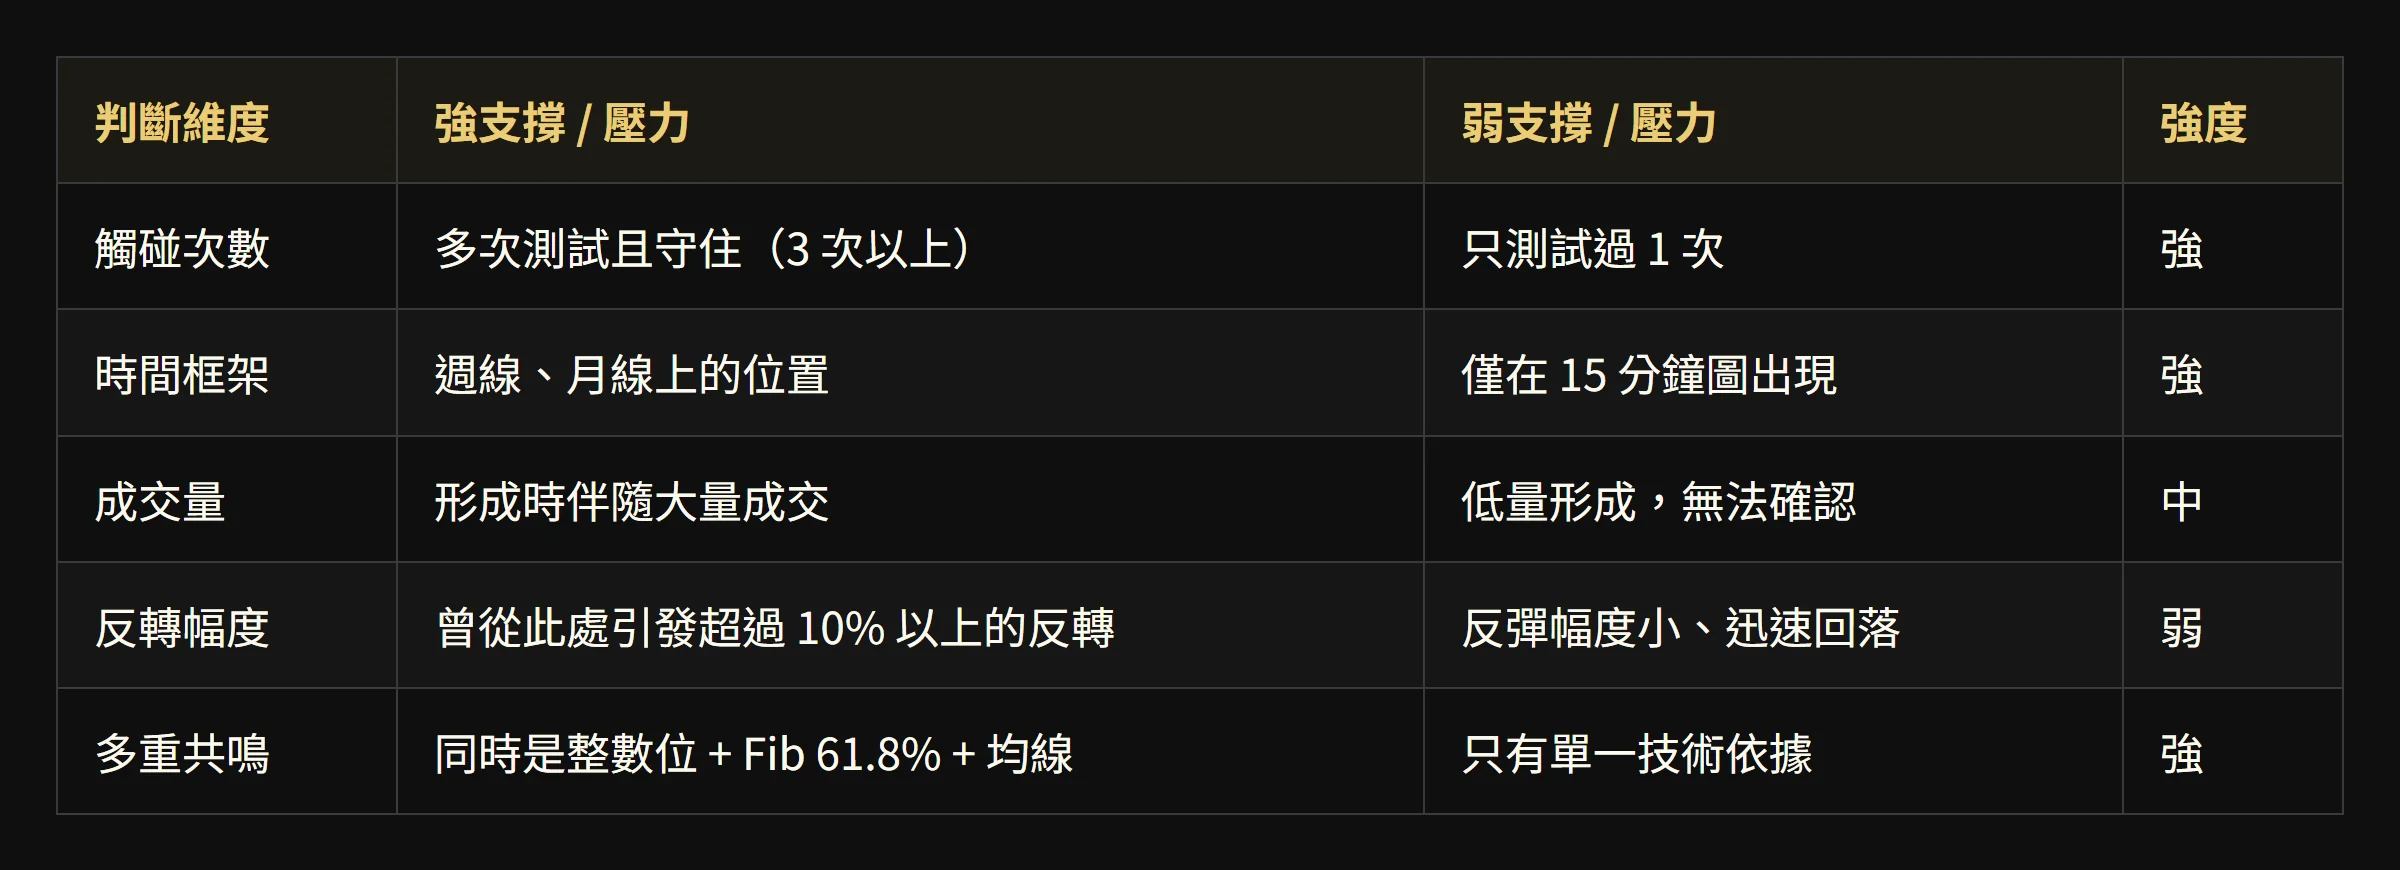 判斷維度 強支撐 / 壓力 弱支撐 / 壓力 強度
觸碰次數 多次測試且守住（3 次以上） 只測試過 1 次 強
時間框架 週線、月線上的位置 僅在 15 分鐘圖出現 強
成交量 形成時伴隨大量成交 低量形成，無法確認 中
反轉幅度 曾從此處引發超過 10% 以上的反轉 反彈幅度小、迅速回落 弱
多重共鳴 同時是整數位 + Fib 61.8% + 均線 只有單一技術依據 強